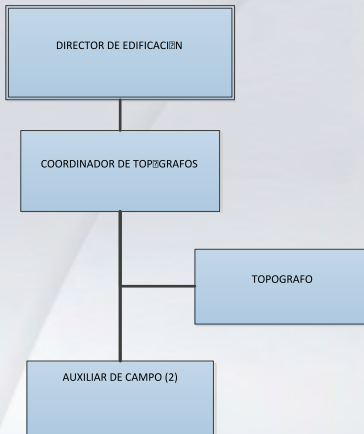 DIRECTOR DE EDIFICACI�N
COORDINADOR DE TOP�GRAFOS
TOPOGRAFO
AUXILIAR DE CAMPO (2)